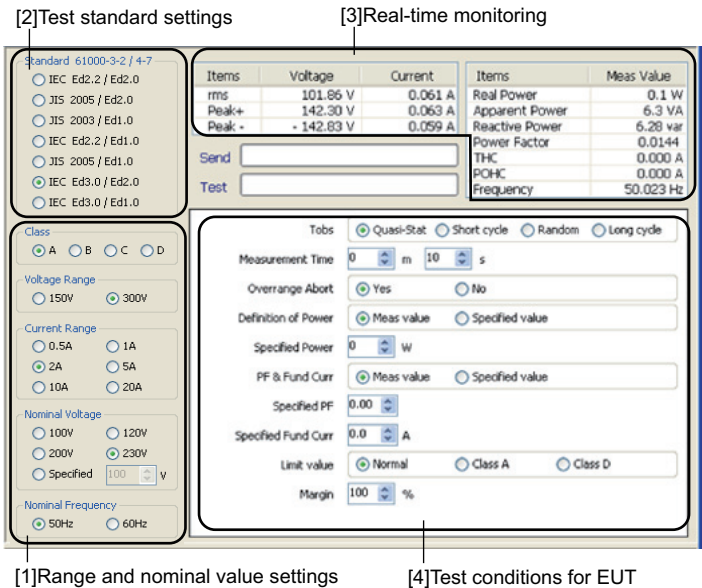 [2]Test standard settings
[3]Real-time monitoring
Standard 61000-3-2 / 4-7
IEC Ed2.2 / Ed2.0
JIS 2005 / Ed2.0
JIS 2003 / Ed1.0
IEC Ed2.2 / Ed1.0
JIS 2005 / Ed1.0
IEC Ed3.0 / Ed2.0
IEC Ed3.0 / Ed1.0
Items Voltage Current
rms 101.86 V 0.061 A
Peak+ 142.30 V 0.063 A
Peak - - 142.83 V 0.059 A
Items Meas Value
Real Power 0.1 W
Apparent Power 6.3 VA
Reactive Power 6.28 var
Power Factor 0.0144
THC 0.000 A
POHC 0.000 A
Frequency 50.023 Hz
Send
Test
Class
A B C D
Voltage Range
150V 300V
Current Range
0.5A 1A
2A 5A
10A 20A
Nominal Voltage
100V 120V
200V 230V
Specified 100 V
Nominal Frequency
50Hz 60Hz
Tobs Quasi-Stat Short cycle Random Long cycle
Measurement Time 0 m 10 s
Overrange Abort Yes No
Definition of Power Meas value Specified value
Specified Power 0 W
PF & Fund Curr Meas value Specified value
Specified PF 0.00
Specified Fund Curr 0.0 A
Limit value Normal Class A Class D
Margin 100 %
[1]Range and nominal value settings
[4]Test conditions for EUT